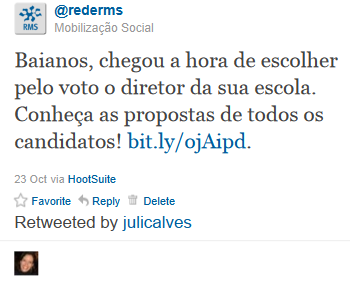 @rederms
Mobilização Social
RMS
Baianos, chegou a hora de escolher
pelo voto o diretor da sua escola.
Conheça as propostas de todos os
candidatos! bit.ly/ojAipd.
23 Oct via HootSuite
Favorite Reply Delete
Retweeted by julicalves